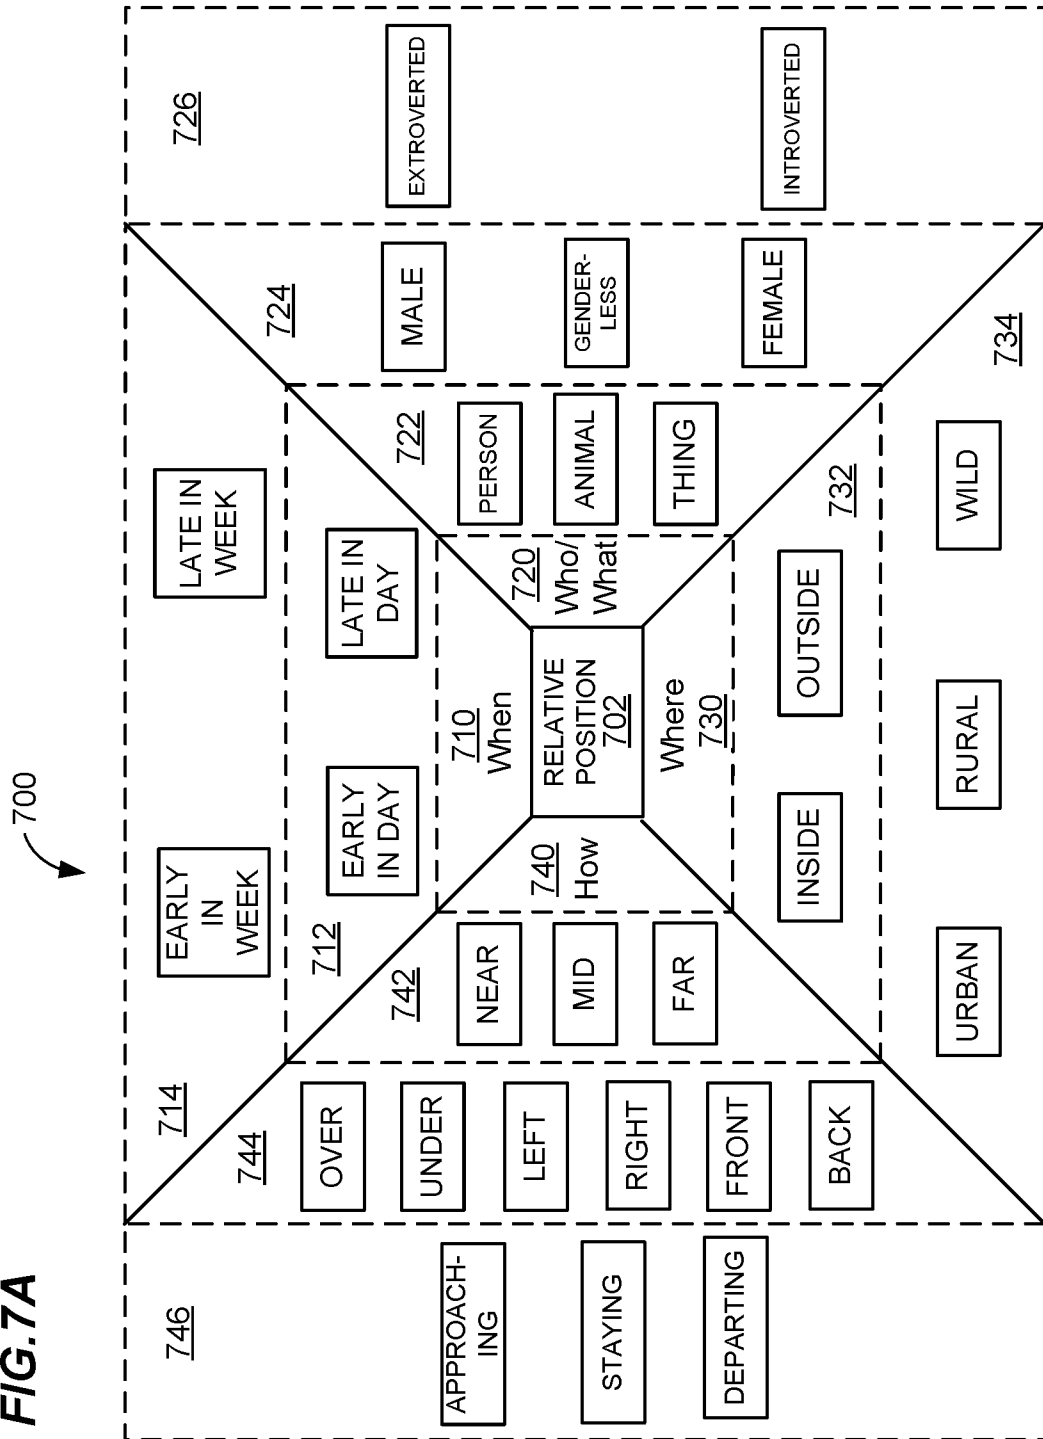 FIG.7A
700
746
APPROACH-
ING
STAYING
DEPARTING
714
744
OVER
UNDER
LEFT
RIGHT
FRONT
BACK
712
742
NEAR
MID
FAR
740
How
EARLY
IN
WEEK
LATE IN
WEEK
EARLY
IN DAY
LATE IN
DAY
710
When
RELATIVE
POSITION
702
Where
730
720
Who/
What
INSIDE
OUTSIDE
732
URBAN
RURAL
WILD
734
722
PERSON
ANIMAL
THING
724
MALE
GENDER-
LESS
FEMALE
726
EXTROVERTED
INTROVERTED